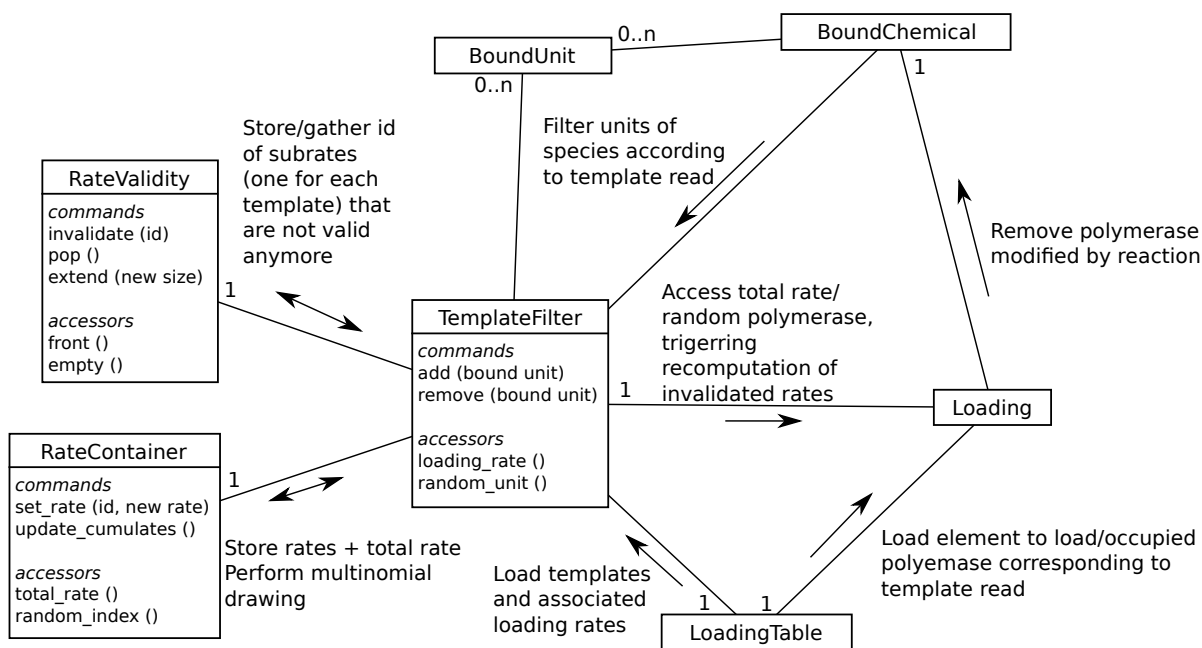 0..n
BoundChemical
BoundUnit
0..n
1
Store/gather id
of subrates
(one for each
template) that
are not valid
anymore
Filter units of
species according
to template read
RateValidity
commands
invalidate (id)
pop ()
extend (new size)
accessors
front ()
empty ()
1
Remove polymerase
modified by reaction
Access total rate/
random polymerase,
trigerring
recomputation of
invalidated rates
TemplateFilter
commands
add (bound unit)
remove (bound unit)
accessors
loading_rate ()
random_unit ()
1
Loading
RateContainer
commands
set_rate (id, new rate)
update_cumulates ()
accessors
total_rate ()
random_index ()
1
Store rates + total rate
Perform multinomial
drawing
Load templates
and associated
loading rates
Load element to load/occupied
polyemase corresponding to
template read
1
1
LoadingTable